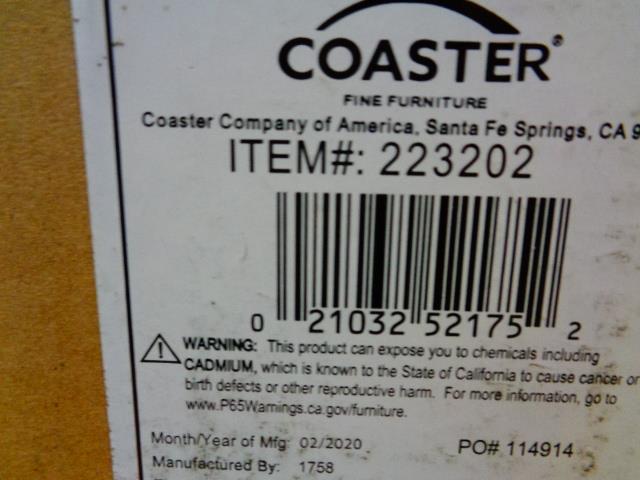 COASTER®
FINE FURNITURE
Coaster Company of America, Santa Fe Springs, CA 9
ITEM#: 223202
0 21032 52175 2
WARNING: This product can expose you to chemicals including
CADMIUM, which is known to the State of California to cause cancer or
birth defects or other reproductive harm. For more information, go to
www.P65Warnings.ca.gov/furniture.
Month/Year of Mfg: 02/2020 PO# 114914
Manufactured By: 1758